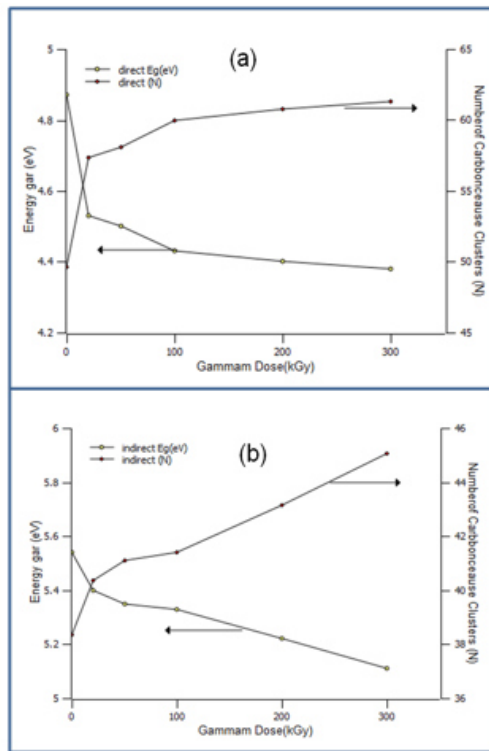 (a)
direct Eg(eV)
direct (N)
5
4.8
4.6
4.4
4.2
Energy gar (eV)
65
60
55
50
45
Numberof Carbbonceause Clusters (N)
0
100
200
300
Gammam Dose(kGy)
(b)
indirect Eg(eV)
indirect (N)
6
5.8
5.6
5.4
5.2
5
Energy gar (eV)
46
44
42
40
38
36
Numberof Carbbonceause Clusters (N)
0
100
200
300
Gammam Dose(kGy)